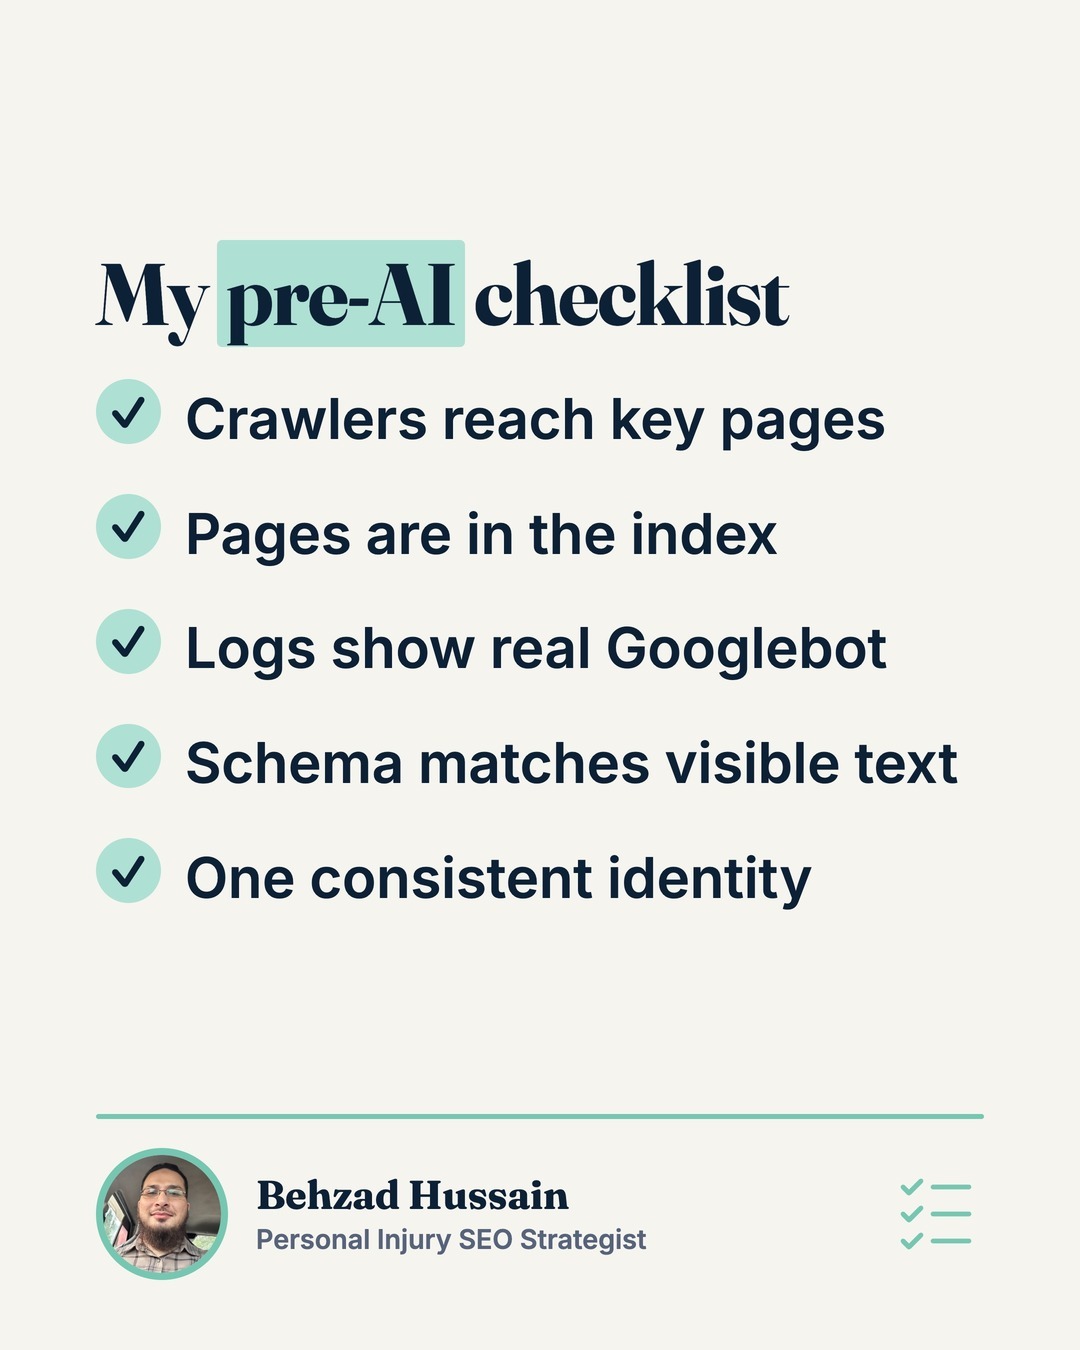 My pre-AI checklist
Crawlers reach key pages
Pages are in the index
Logs show real Googlebot
Schema matches visible text
One consistent identity
Behzad Hussain
Personal Injury SEO Strategist